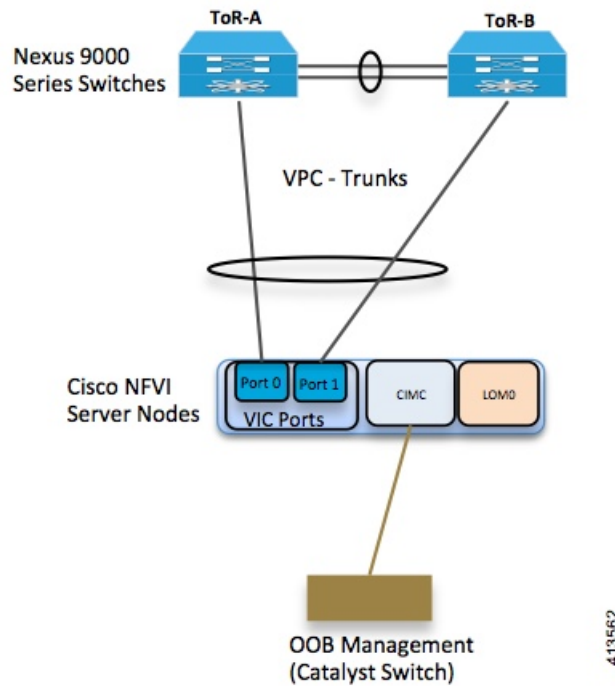 ToR-A
ToR-B
Nexus 9000
Series Switches
VPC - Trunks
Cisco NFVI
Server Nodes
Port 0
Port 1
VIC Ports
CIMC
LOM0
OOB Management
(Catalyst Switch)
413562